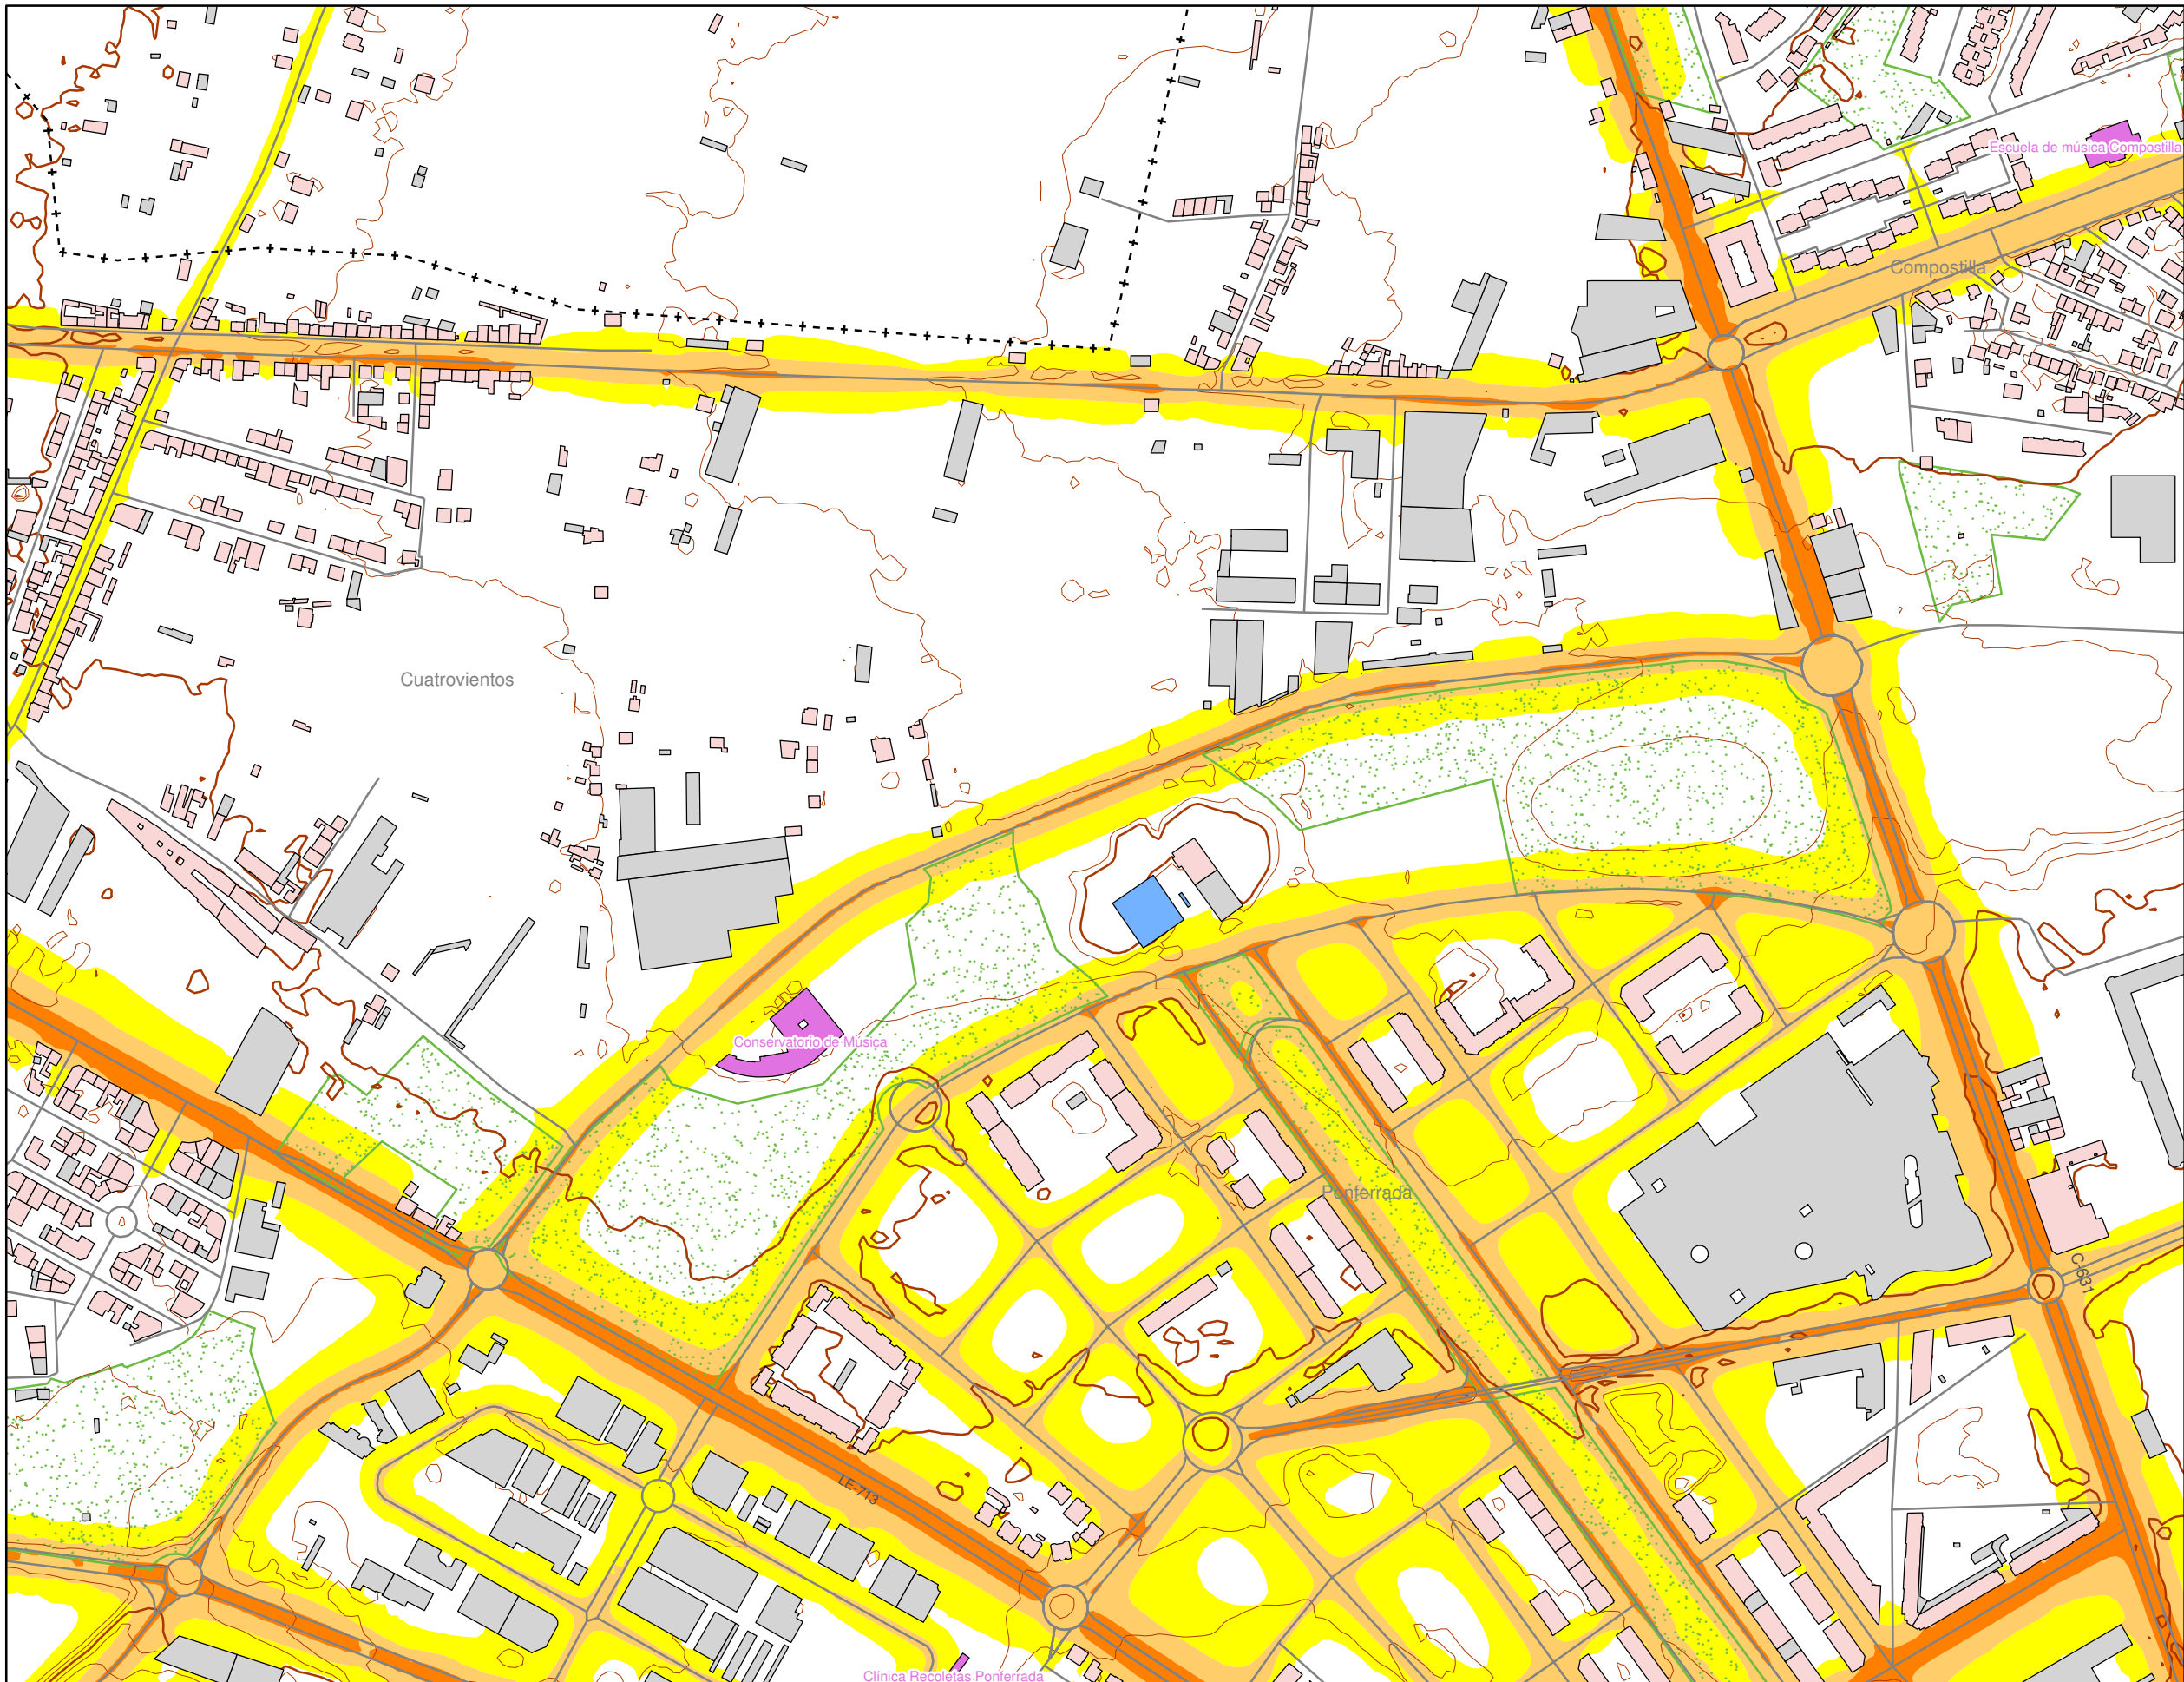 Escuela de música Compostilla
Compostilla
Cuatrovientos
Conservatorio de Música
Ponferrada
C-631
LE-713
Clínica Recoletas Ponferrada